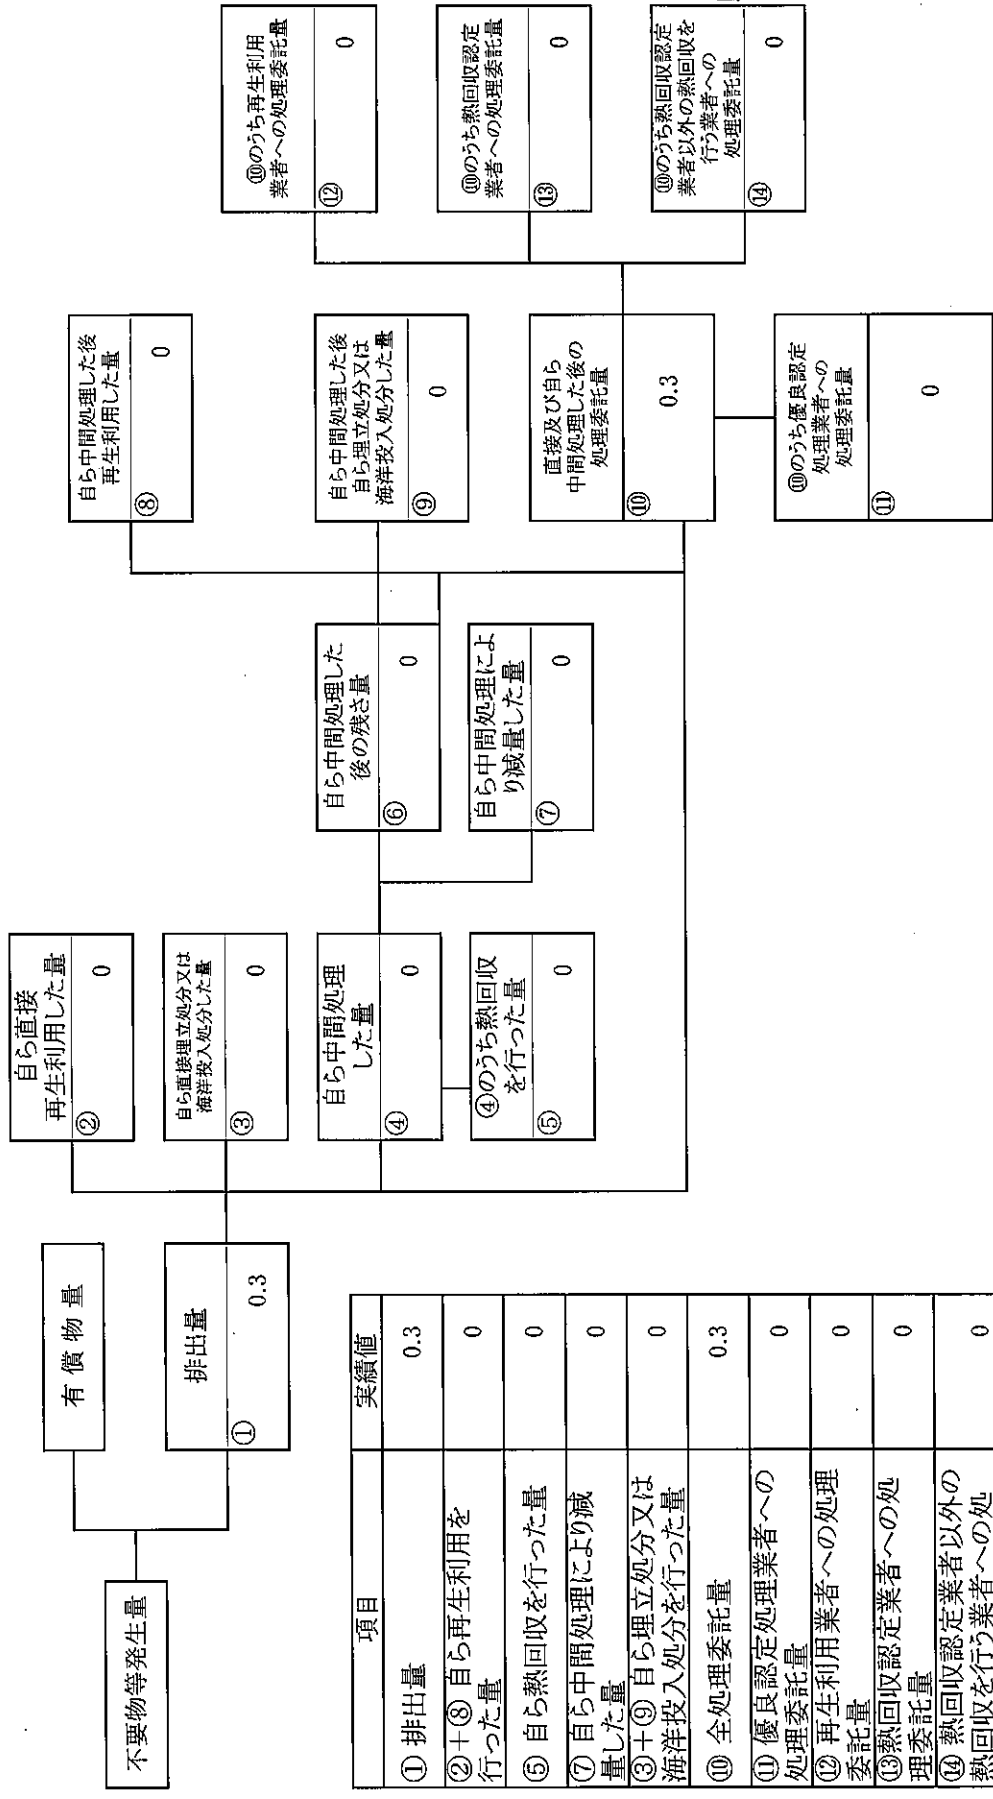 不要物等発生量
有償物量
排出量
① 0.3
自ら直接
再生利用した量
② 0
自ら直接埋立処分又は
海洋投入処分した量
③ 0
自ら中間処理
した量
④ 0
④のうち熱回収
を行った量
⑤ 0
自ら中間処理した
後の残さ量
⑥ 0
自ら中間処理によ
り減量した量
⑦ 0
自ら中間処理した後
再生利用した量
⑧ 0
自ら中間処理した後
自ら埋立処分又は
海洋投入処分した量
⑨ 0
直接及び自ら
中間処理した後の
処理委託量
⑩ 0.3
⑩のうち優良認定
処理業者への
処理委託量
⑪ 0
⑩のうち再生利用
業者への処理委託量
⑫ 0
⑩のうち熱回収認定
業者への処理委託量
⑬ 0
⑩のうち熱回収認定
業者以外の熱回収を
行う業者への
処理委託量
⑭ 0
項目 実績値
① 排出量 0.3
②+⑧ 自ら再生利用を
行った量 0
⑤ 自ら熱回収を行った量 0
⑦ 自ら中間処理により減
量した量 0
③+⑨ 自ら埋立処分又は
海洋投入処分を行った量 0
⑩ 全処理委託量 0.3
⑪ 優良認定処理業者への
処理委託量 0
⑫ 再生利用業者への処理
委託量 0
⑬熱回収認定業者への処
理委託量 0
⑭ 熱回収認定業者以外の
熱回収を行う業者への処 0